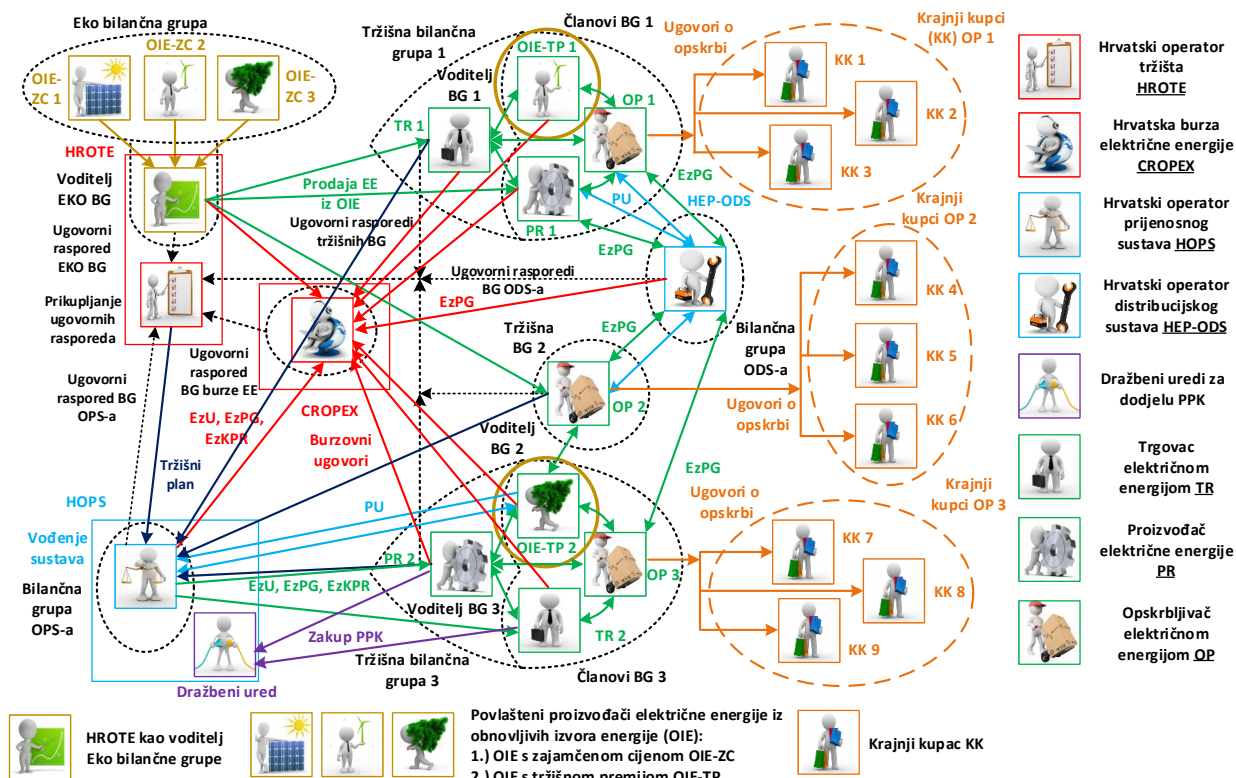 Eko bilančna grupa
OIE-ZC 2
OIE-
ZC 1
OIE-
ZC 3
HROTE
Voditelj
EKO BG
Ugovorni
raspored
EKO BG
Prikupljanje
ugovornih
rasporeda
Ugovorni
raspored BG
OPS-a
Tržišni
plan
HOPS
Vođenje
sustava
Bilančna
grupa
OPS-a
Dražbeni ured
Tržišna bilančna
grupa 1
Voditelj
BG 1
Članovi BG 1
OIE-TP 1
OP 1
TR 1
PR 1
Prodaja EE
iz OIE
Ugovorni rasporedi
tržišnih BG
Ugovorni rasporedi
BG ODS-a
EzPG
Ugovorni
raspored
BG burze EE
EzU, EzPG,
EzKPR
CROPEX
Burzovni
ugovori
PU
EzPG
EzPG
HEP-ODS
EzPG
Tržišna
BG 2
OP 2
Voditelj
BG 2
Bilančna
grupa
ODS-a
Ugovori o
opskrbi
EzPG
PU
EzU, EzPG, EzKPR
Zakup PPK
PR 2
Voditelj BG 3
OIE-TP 2
OP 3
TR 2
Tržišna bilančna
grupa 3
Članovi BG 3
Ugovori o
opskrbi
Krajnji kupci
(KK) OP 1
KK 1
KK 2
KK 3
Krajnji
kupci OP 2
KK 4
KK 5
KK 6
Ugovori o
opskrbi
Krajnji
kupci OP 3
KK 7
KK 8
KK 9
Hrvatski operator
tržišta
HROTE
Hrvatska burza
električne energije
CROPEX
Hrvatski operator
prijenosnog
sustava HOPS
Hrvatski operator
distribucijskog
sustava HEP-ODS
Dražbeni uredi za
dodjelu PPK
Trgovac
električnom
energijom TR
Proizvođač
električne energije
PR
Opskrbljivač
električnom
energijom OP
HROTE kao voditelj
Eko bilančne grupe
Povlašteni proizvođači električne energije iz
obnovljivih izvora energije (OIE):
1.) OIE s zajamčenom cijenom OIE-ZC
2.) OIE s tržišnom premijom OIE-TP
Krajnji kupac KK